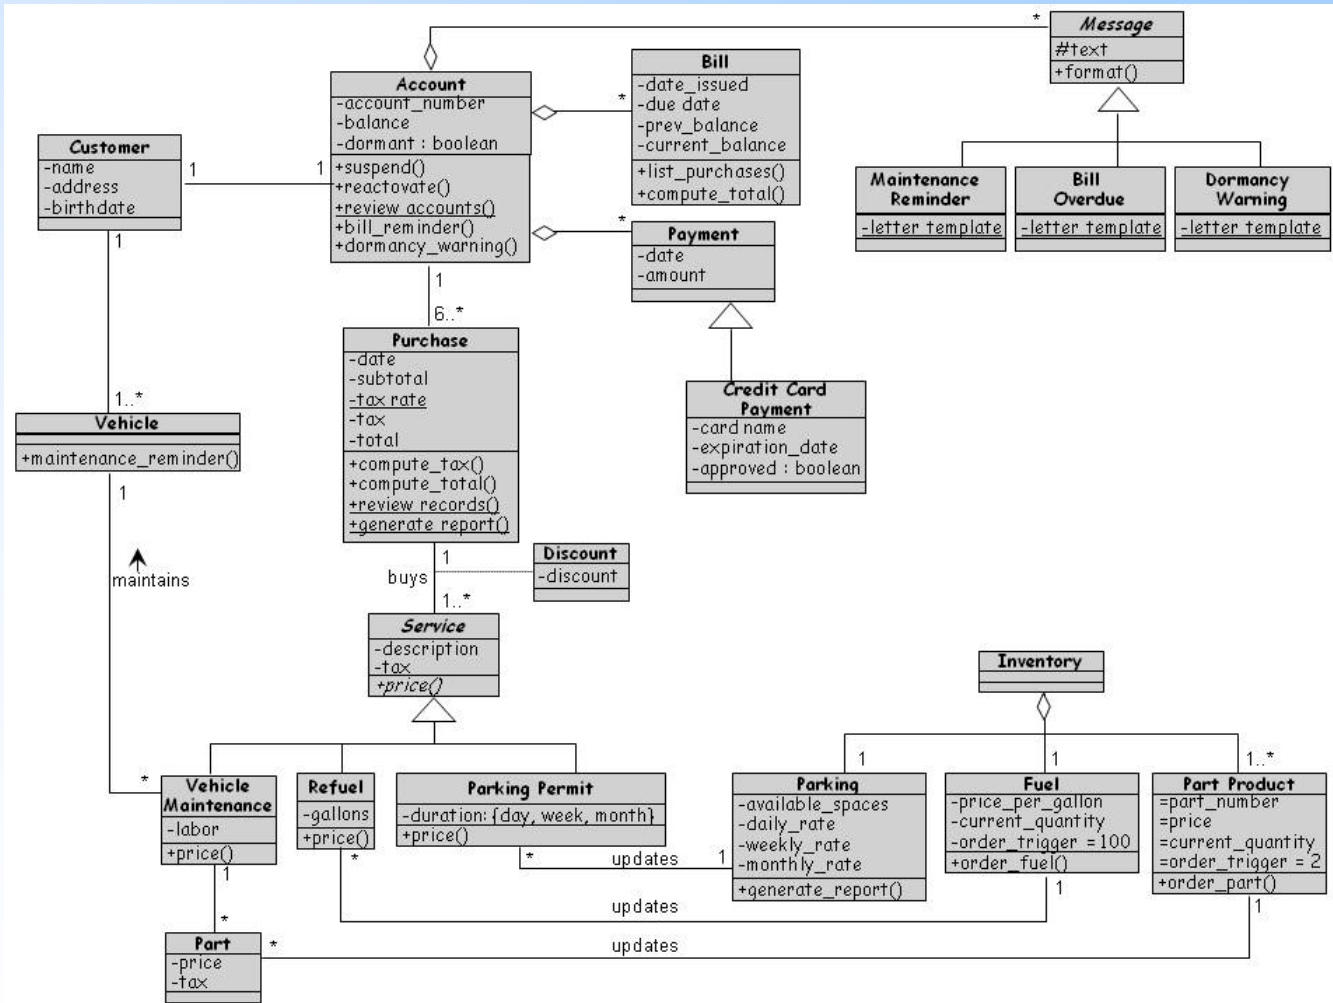 *
Message
#text
+format()
Account
-account_number
-balance
-dormant : boolean
+suspend()
+reactovate()
+review accounts()
+bill_reminder()
+dormancy_warning()
*
Bill
-date_issued
-due date
-prev_balance
-current_balance
+list_purchases()
+compute_total()
Customer
-name
-address
-birthdate
1
1
Maintenance
Reminder
-letter template
Bill
Overdue
-letter template
Dormancy
Warning
-letter template
*
Payment
-date
-amount
1
1
6..*
Purchase
-date
-subtotal
-tax rate
-tax
-total
+compute_tax()
+compute_total()
+review records()
+generate report()
Credit Card
Payment
-card name
-expiration_date
-approved : boolean
1..*
Vehicle
+maintenance_reminder()
1
maintains
1
buys
1..*
Discount
-discount
Service
-description
-tax
+price()
Inventory
*
Vehicle
Maintenance
-labor
+price()
Refuel
-gallons
+price()
Parking Permit
-duration: {day, week, month}
+price()
1
Parking
-available_spaces
-daily_rate
-weekly_rate
-monthly_rate
+generate_report()
1
Fuel
-price_per_gallon
-current_quantity
-order_trigger =100
+order_fuel()
1..*
Part Product
=part_number
=price
=current_quantity
=order_trigger = 2
+order_part()
*
updates
1
*
updates
1
1
*
Part
-price
-tax
*
updates
1